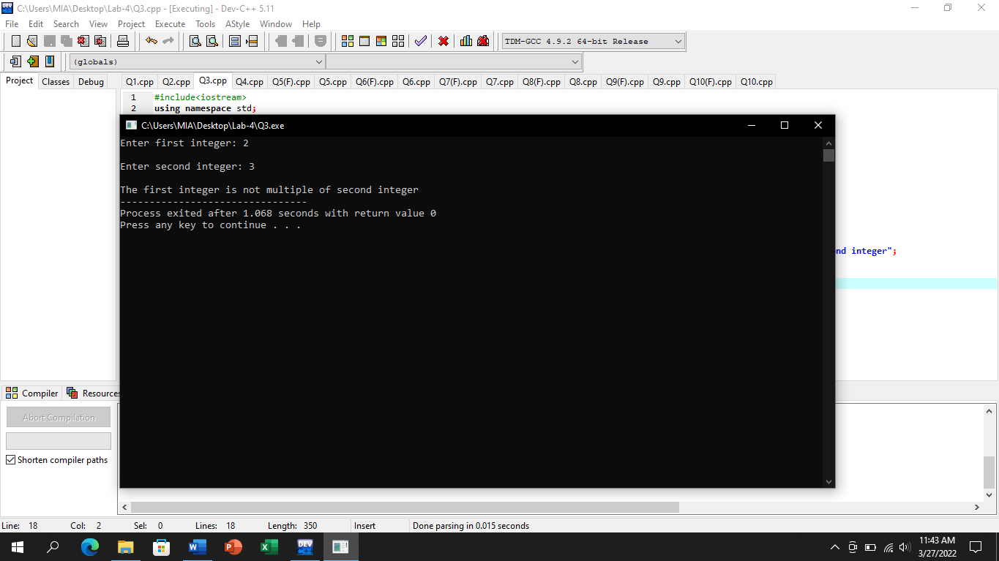 C:\Users\MIA\Desktop\Lab-4\Q3.cpp - [Executing] - Dev-C++ 5.11
File Edit Search View Project Execute Tools AStyle Window Help
TDM-GCC 4.9.2 64-bit Release
(globals)
Project Classes Debug Q1.cpp Q2.cpp Q3.cpp Q4.cpp Q5(F).cpp Q5.cpp Q6(F).cpp Q6.cpp Q7(F).cpp Q7.cpp Q8(F).cpp Q8.cpp Q9(F).cpp Q9.cpp Q10(F).cpp Q10.cpp
1 #include<iostream>
2 using namespace std;
C:\Users\MIA\Desktop\Lab-4\Q3.exe
Enter first integer: 2
Enter second integer: 3
The first integer is not multiple of second integer
--------------------------------
Process exited after 1.068 seconds with return value 0
Press any key to continue . . .
nd integer";
Compiler Resources
Abort Compilation
Shorten compiler paths
Line: 18 Col: 2 Sel: 0 Lines: 18 Length: 350 Insert Done parsing in 0.015 seconds
11:43 AM
3/27/2022